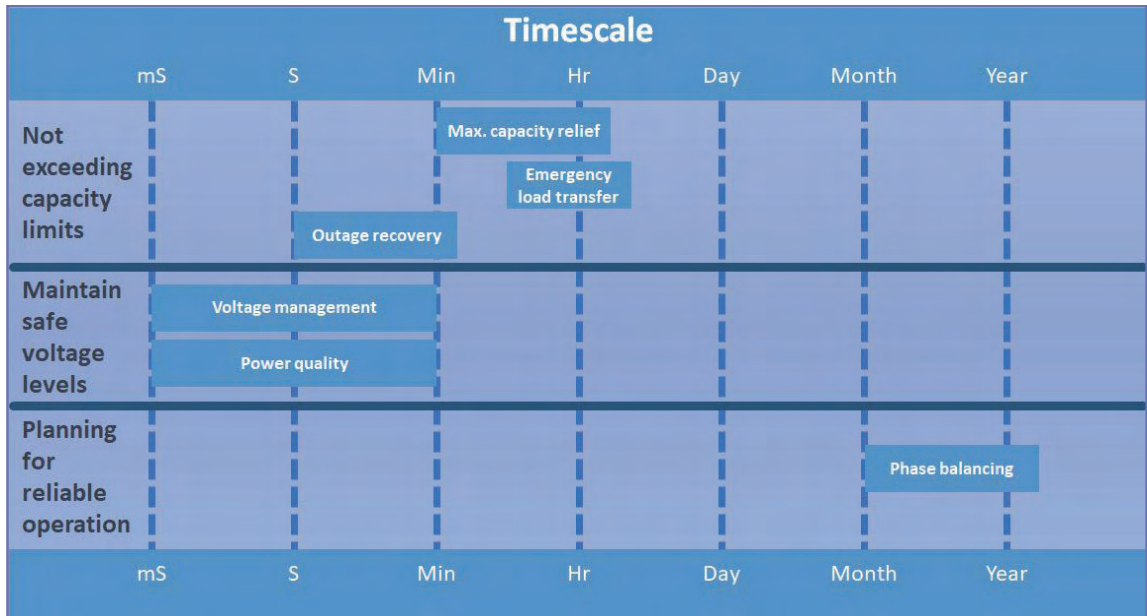 Timescale
mS S Min Hr Day Month Year
Not
exceeding
capacity
limits
Max. capacity relief
Emergency
load transfer
Outage recovery
Maintain
safe
voltage
levels
Voltage management
Power quality
Planning
for
reliable
operation
Phase balancing
mS S Min Hr Day Month Year